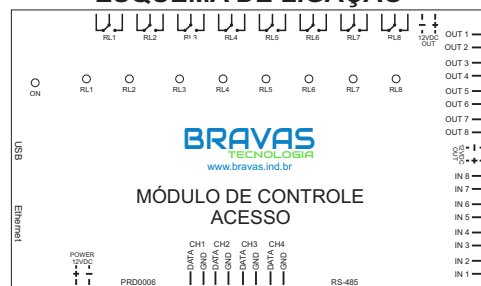 ESQUEMA DE LIGAÇÃO
RL1 RL2 RL3 RL4 RL5 RL6 RL7 RL8 12VDC OUT
OUT 1
OUT 2
OUT 3
OUT 4
OUT 5
OUT 6
OUT 7
OUT 8
12VDC OUT
IN 8
IN 7
IN 6
IN 5
IN 4
IN 3
IN 2
IN 1
ON RL1 RL2 RL3 RL4 RL5 RL6 RL7 RL8
USB
Ethernet
BRAVAS
TECNOLOGIA
www.bravas.ind.br
MÓDULO DE CONTROLE
ACESSO
POWER
12VDC
+ -
CH1 CH2 CH3 CH4
DATA GND DATA GND DATA GND DATA GND
PRD0006
RS-485